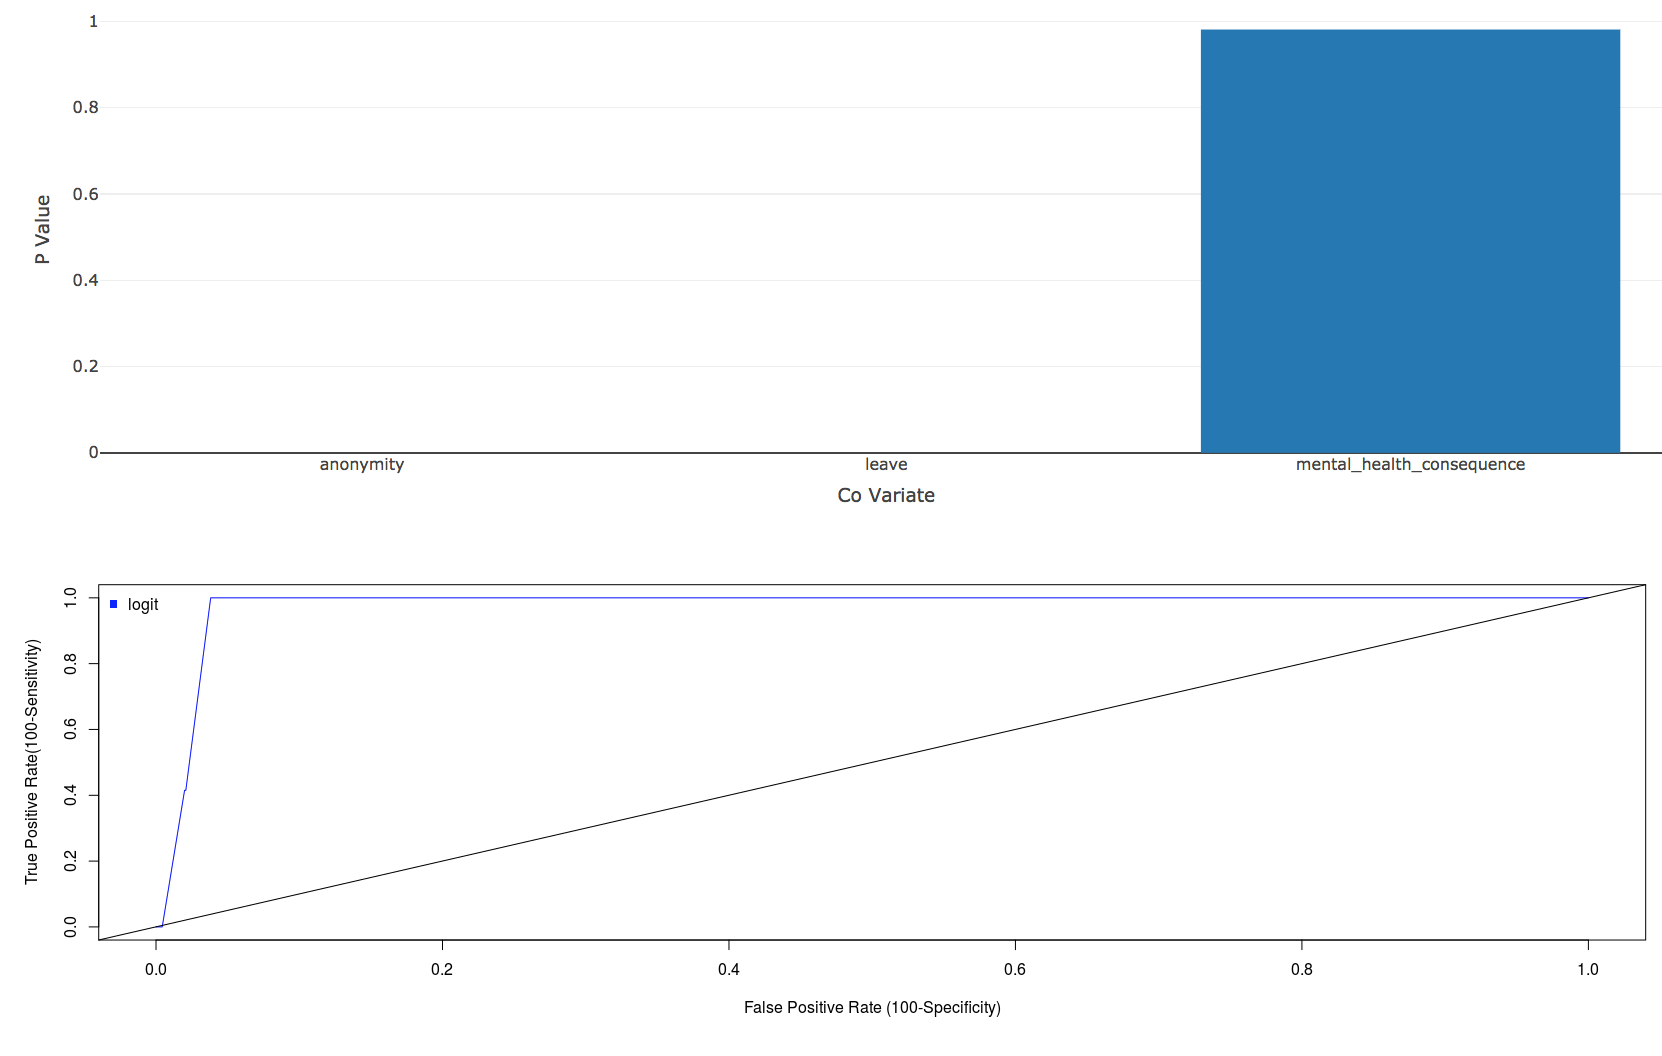 1
0.8
0.6
0.4
0.2
0
P Value
anonymity leave mental_health_consequence
Co Variate
logit
1.0
0.8
0.6
0.4
0.2
0.0
True Positive Rate(100-Sensitivity)
0.0 0.2 0.4 0.6 0.8 1.0
False Positive Rate (100-Specificity)